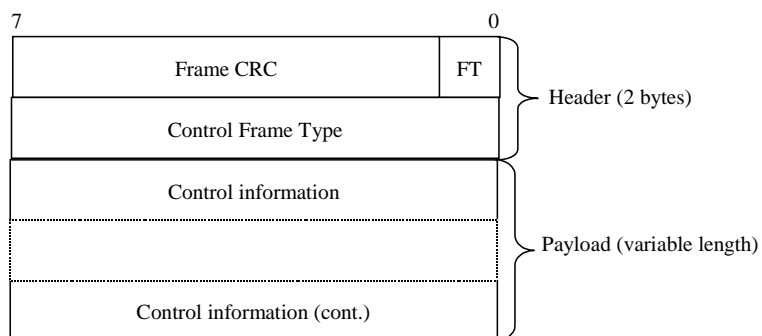 7 0
Frame CRC FT
Header (2 bytes)
Control Frame Type
Control information
Payload (variable length)
Control information (cont.)